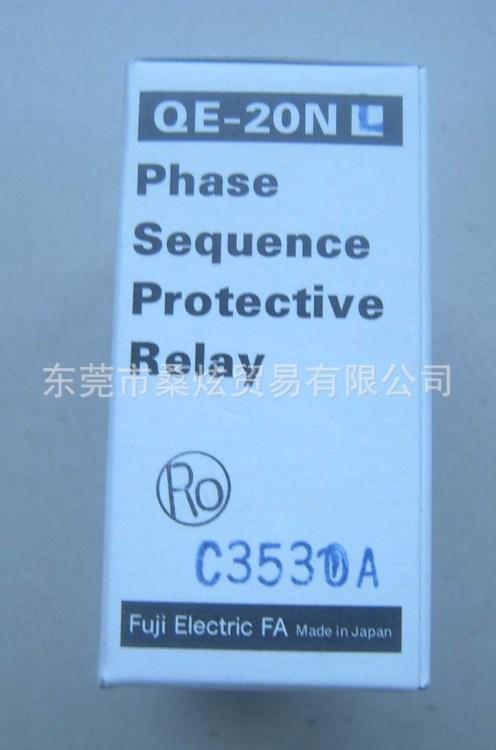 QE-20N L
Phase
Sequence
Protective
Relay
东莞市桑炫贸易有限公司
Ro
Fuji Electric FA Made in Japan